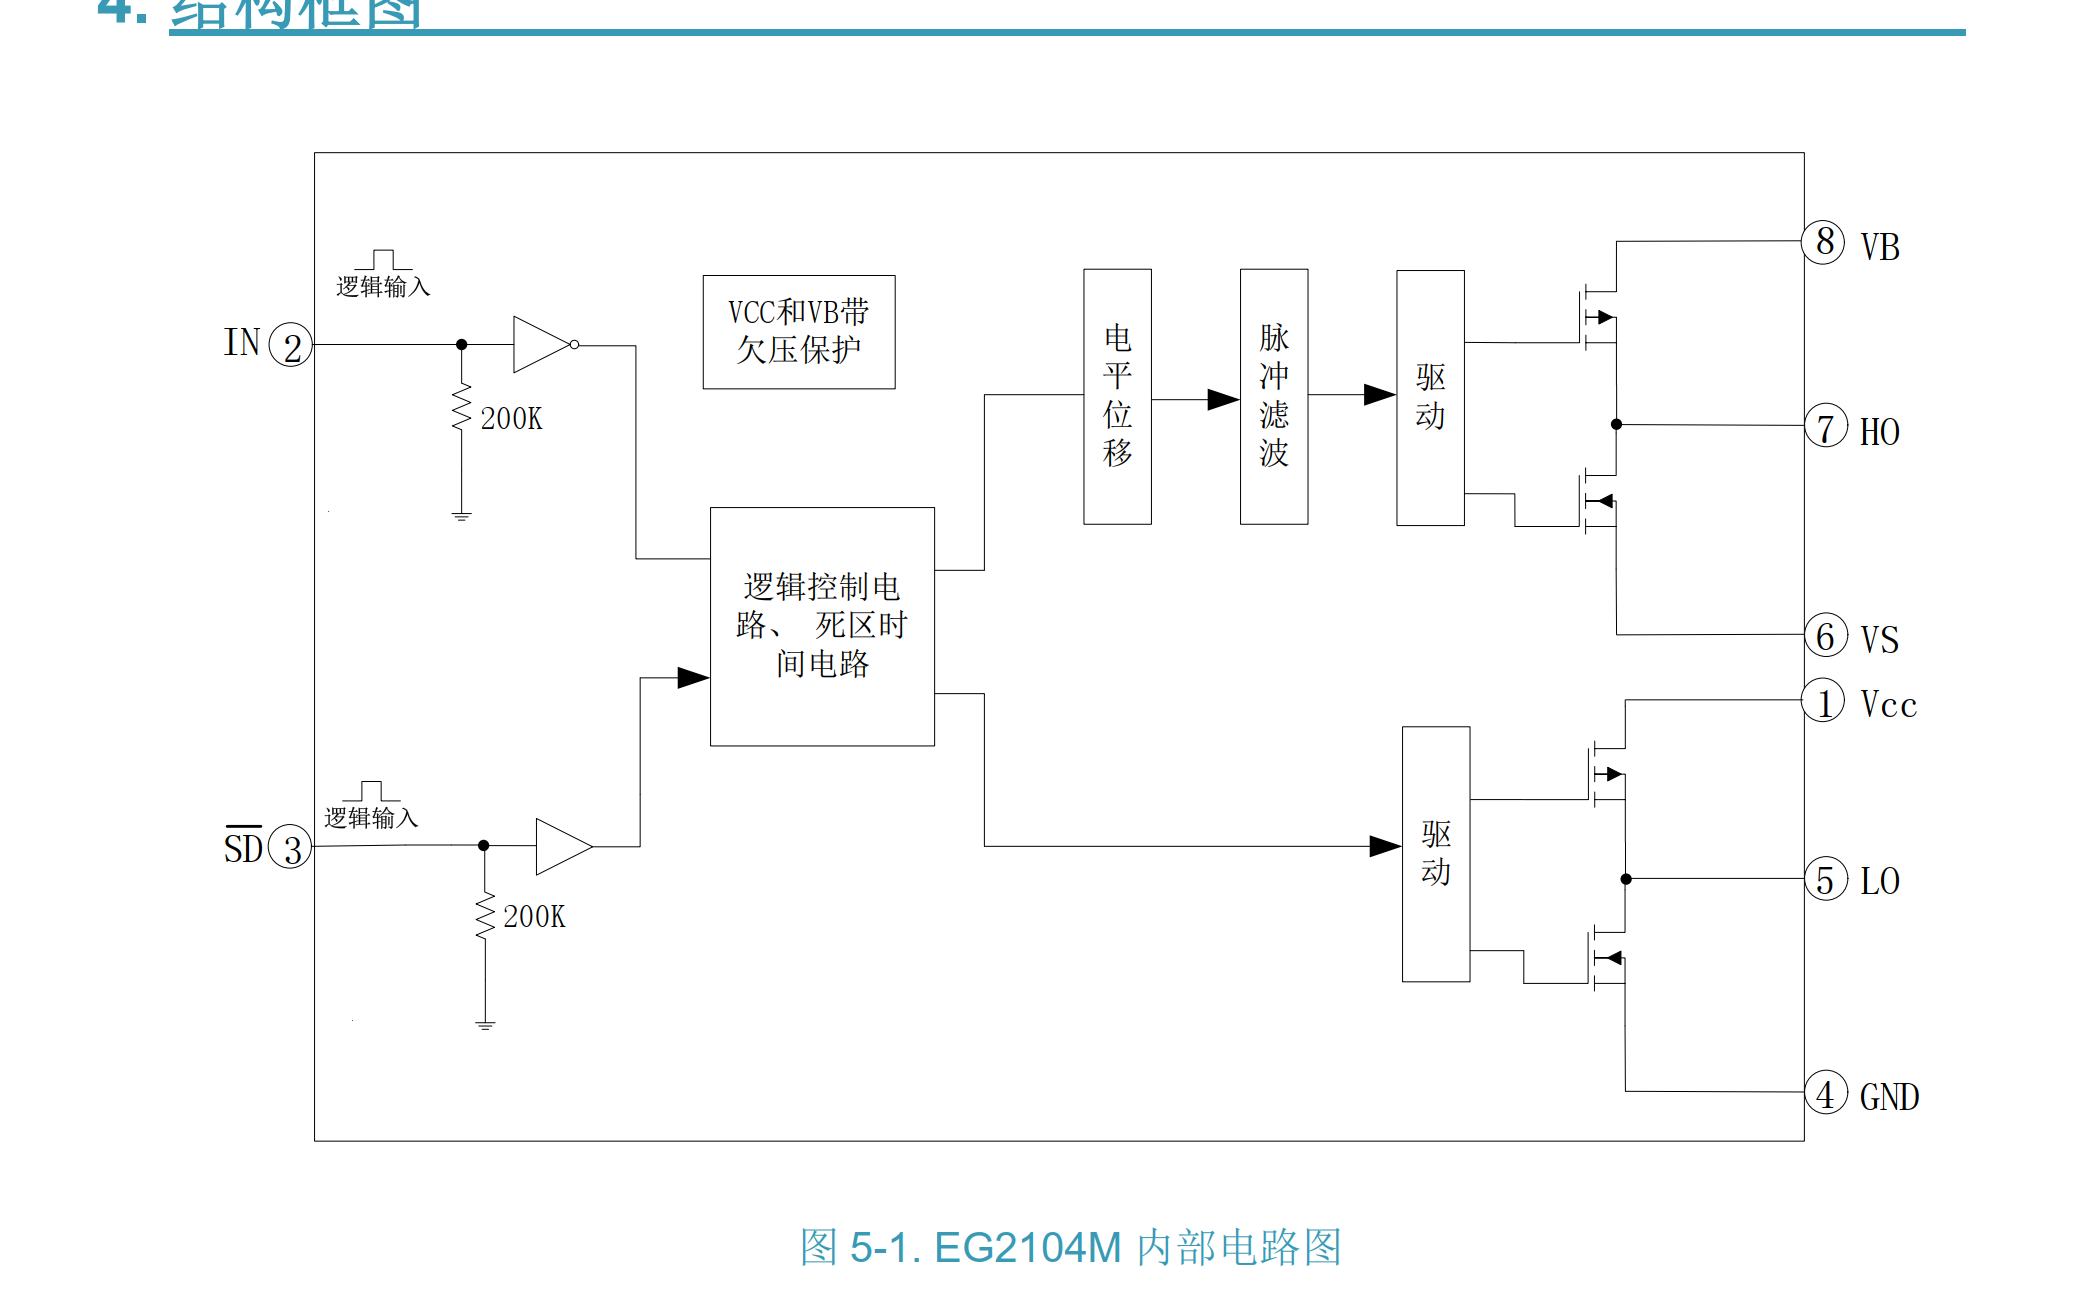 4. 结构框图
逻辑输入
IN 2
200K
VCC和VB带
欠压保护
电
平
位
移
脉
冲
滤
波
驱
动
8 VB
7 HO
6 VS
逻辑控制电
路、 死区时
间电路
逻辑输入
SD 3
200K
驱
动
1 Vcc
5 LO
4 GND
图 5-1. EG2104M 内部电路图